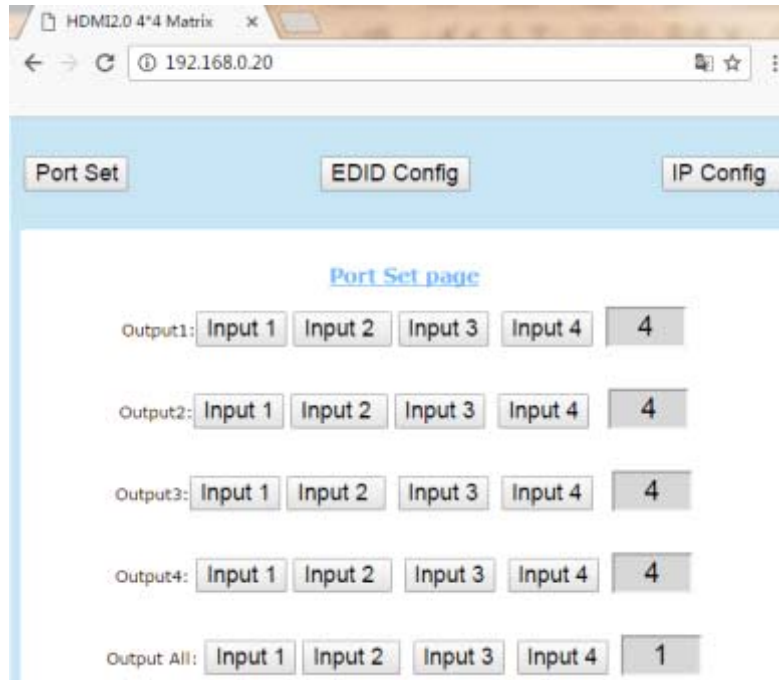 HDMI2.0 4*4 Matrix
192.168.0.20
Port Set EDID Config IP Config
Port Set page
Output1: Input 1 Input 2 Input 3 Input 4 4
Output2: Input 1 Input 2 Input 3 Input 4 4
Output3: Input 1 Input 2 Input 3 Input 4 4
Output4: Input 1 Input 2 Input 3 Input 4 4
Output All: Input 1 Input 2 Input 3 Input 4 1